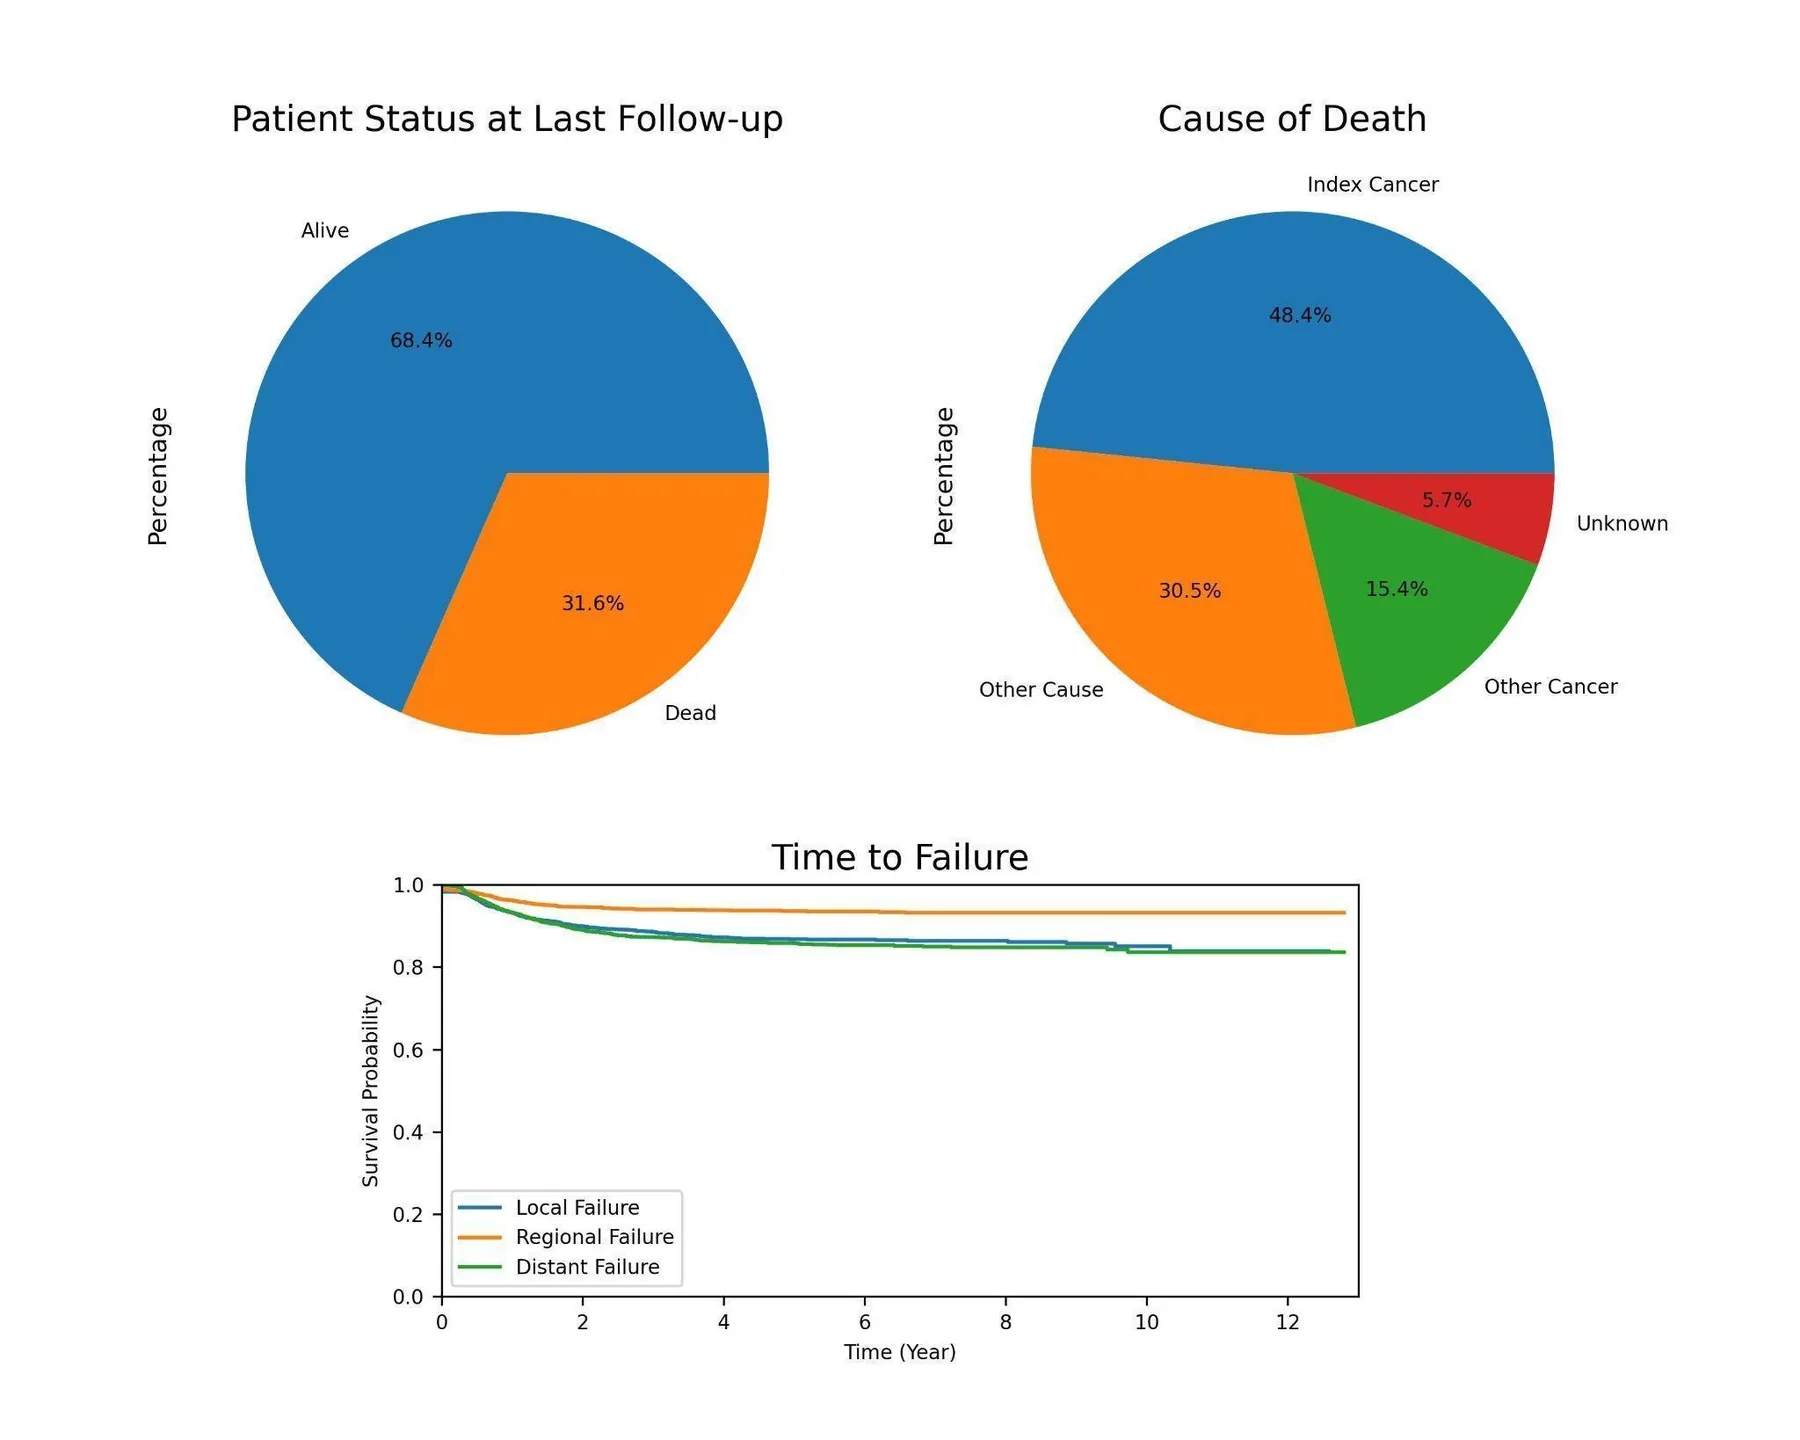 Patient Status at Last Follow-up
Alive
68.4%
Percentage
31.6%
Dead
Cause of Death
Index Cancer
48.4%
Percentage
5.7%
Unknown
30.5%
15.4%
Other Cause
Other Cancer
Time to Failure
1.0
0.8
0.6
0.4
0.2
0.0
Survival Probability
Local Failure
Regional Failure
Distant Failure
0 2 4 6 8 10 12
Time (Year)